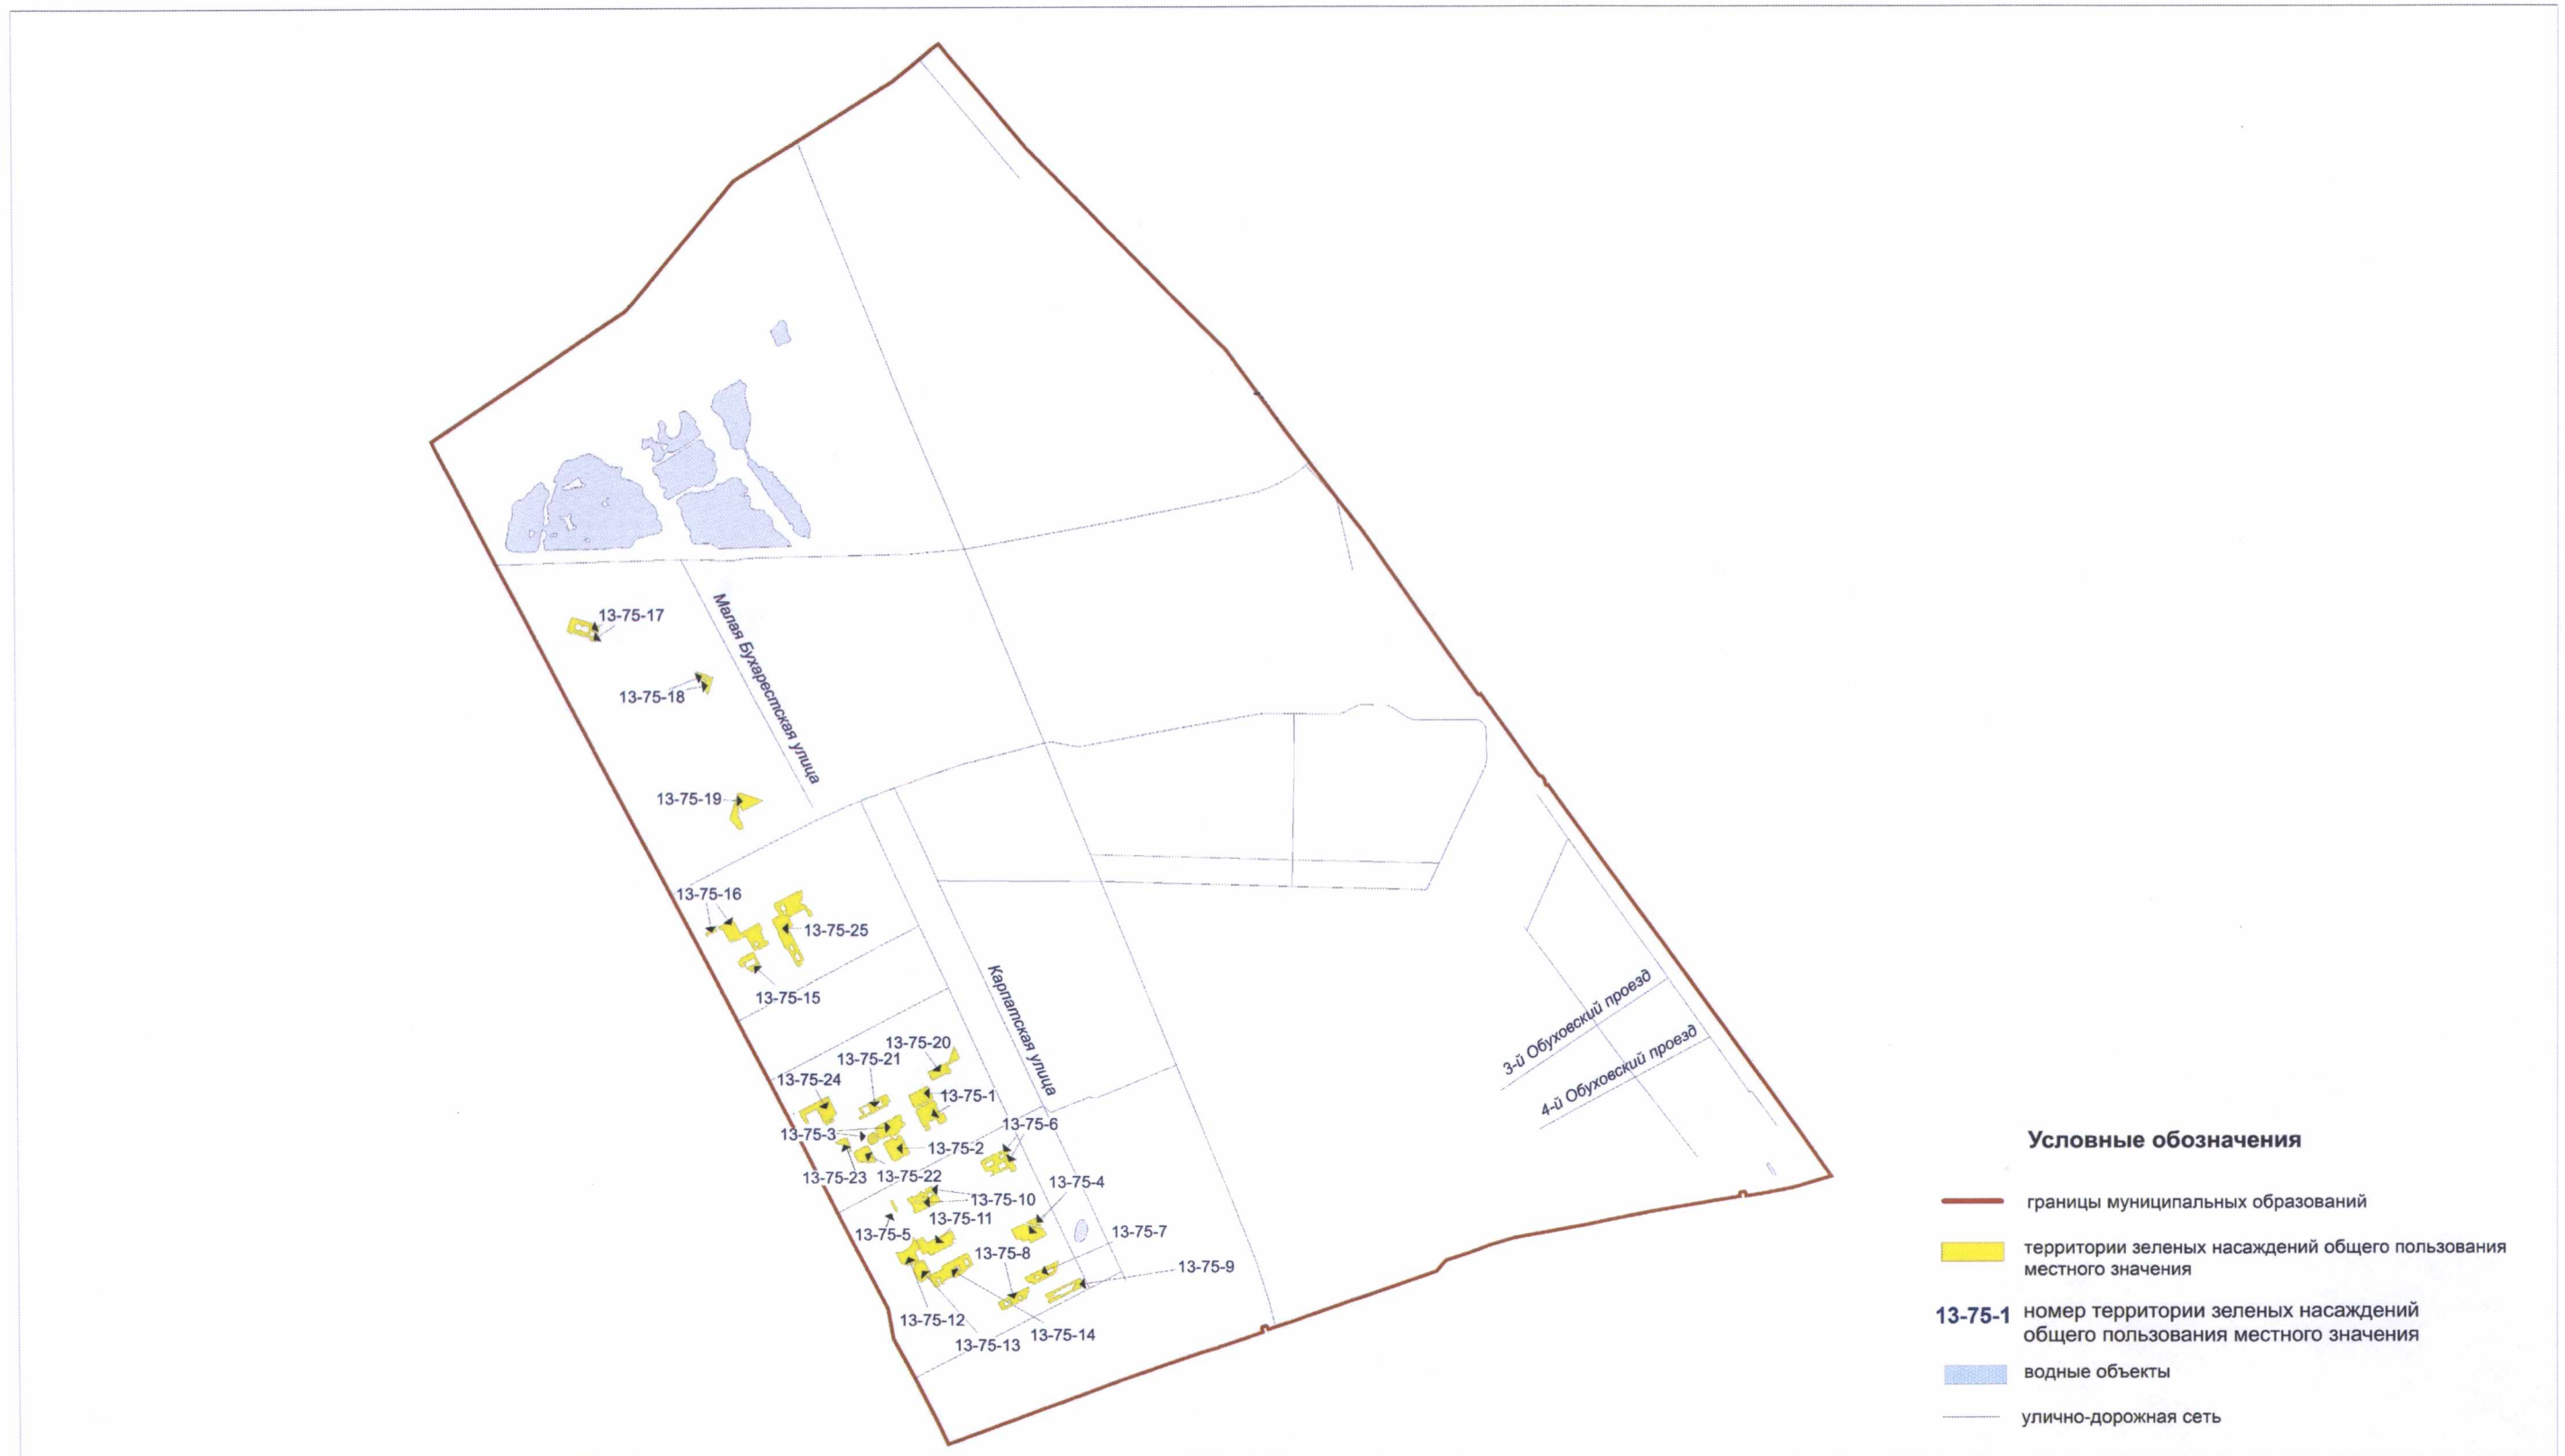 13-75-17
Малая Бухарестская улица
13-75-18
13-75-19
13-75-16
13-75-25
13-75-15
Карпатская улица
3-й Обуховский проезд
4-й Обуховский проезд
13-75-20
13-75-21
13-75-24
13-75-1
13-75-6
13-75-3
13-75-2
13-75-23
13-75-22
13-75-4
13-75-10
13-75-11
13-75-5
13-75-7
13-75-8
13-75-9
13-75-12
13-75-14
13-75-13
Условные обозначения
границы муниципальных образований
территории зеленых насаждений общего пользования
местного значения
13-75-1 номер территории зеленых насаждений
общего пользования местного значения
водные объекты
улично-дорожная сеть